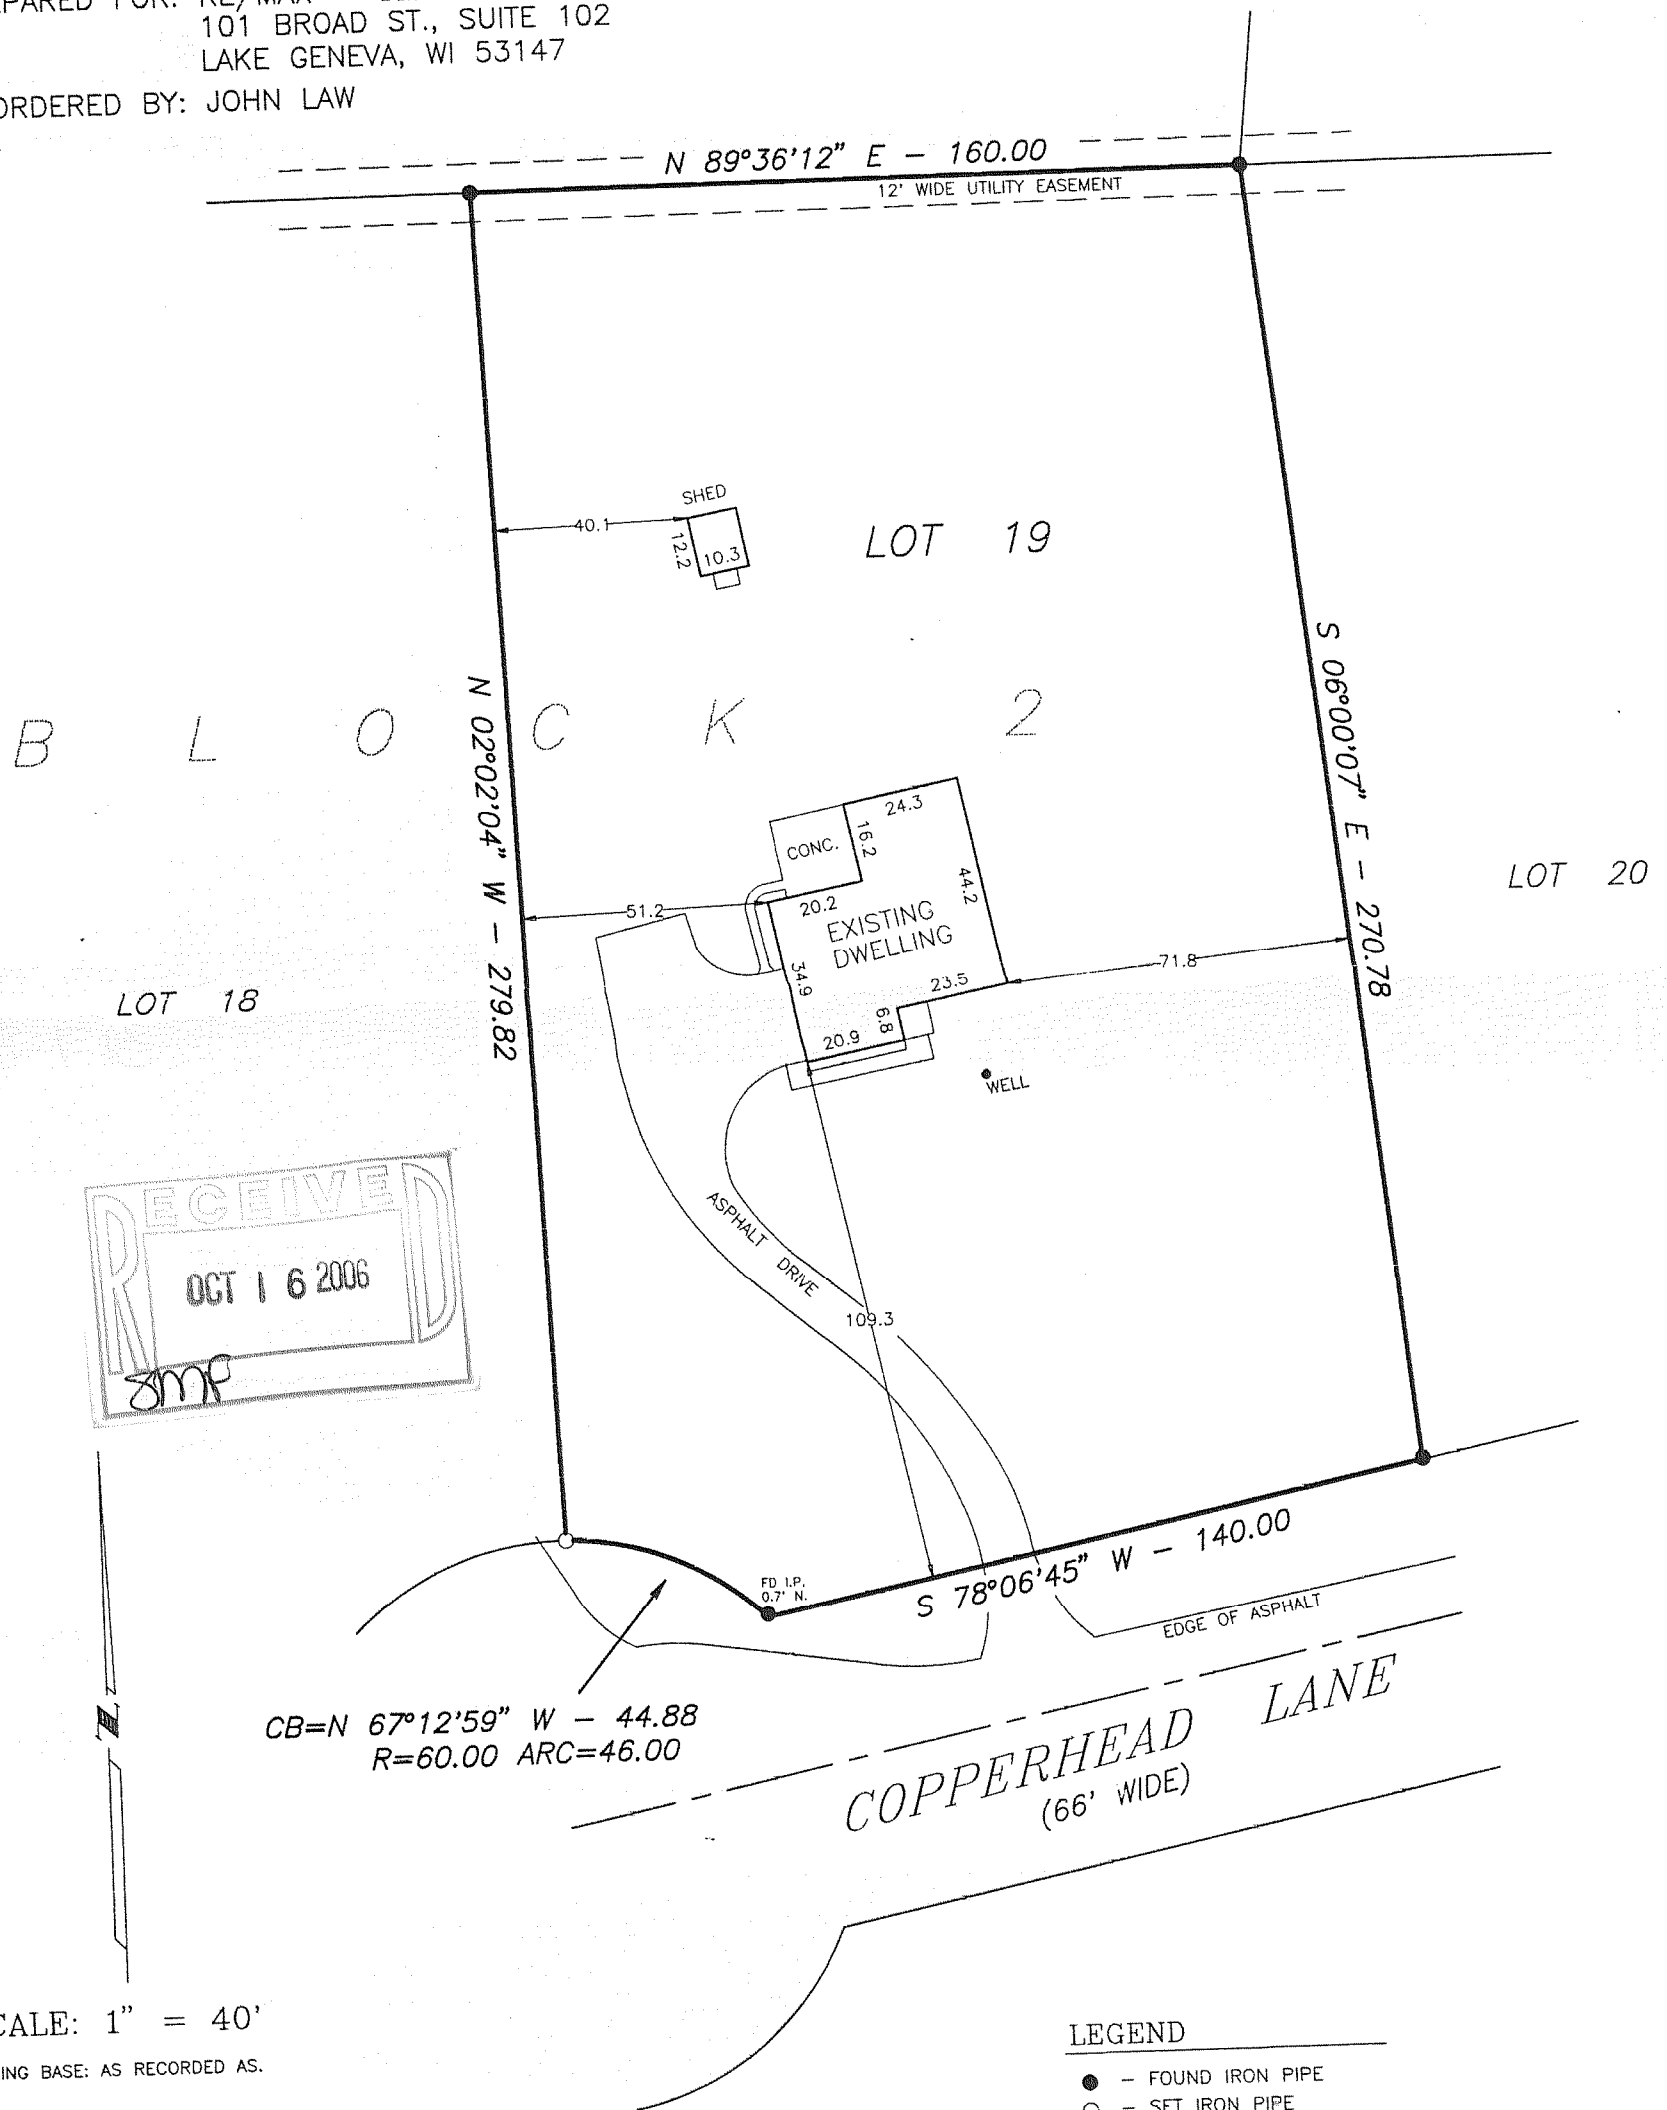 101 BROAD ST., SUITE 102
LAKE GENEVA, WI 53147
ORDERED BY: JOHN LAW
N 89°36'12" E - 160.00
12' WIDE UTILITY EASEMENT
SHED
40.1
12.2
10.3
LOT 19
N 02°02'04" W - 279.82
S 06°00'07" E - 270.78
BLOCK 2
24.3
CONC.
16.2
44.2
LOT 20
51.2
20.2
EXISTING
DWELLING
34.9
23.5
71.8
LOT 18
6.8
20.9
WELL
RECEIVED
OCT 16 2006
SMP
ASPHALT DRIVE
109.3
FD I.P.
0.7' N.
S 78°06'45" W - 140.00
EDGE OF ASPHALT
CB=N 67°12'59" W - 44.88
R=60.00 ARC=46.00
COPPERHEAD LANE
(66' WIDE)
N
SCALE: 1" = 40'
ING BASE: AS RECORDED AS.
LEGEND
● - FOUND IRON PIPE
○ - SET IRON PIPE